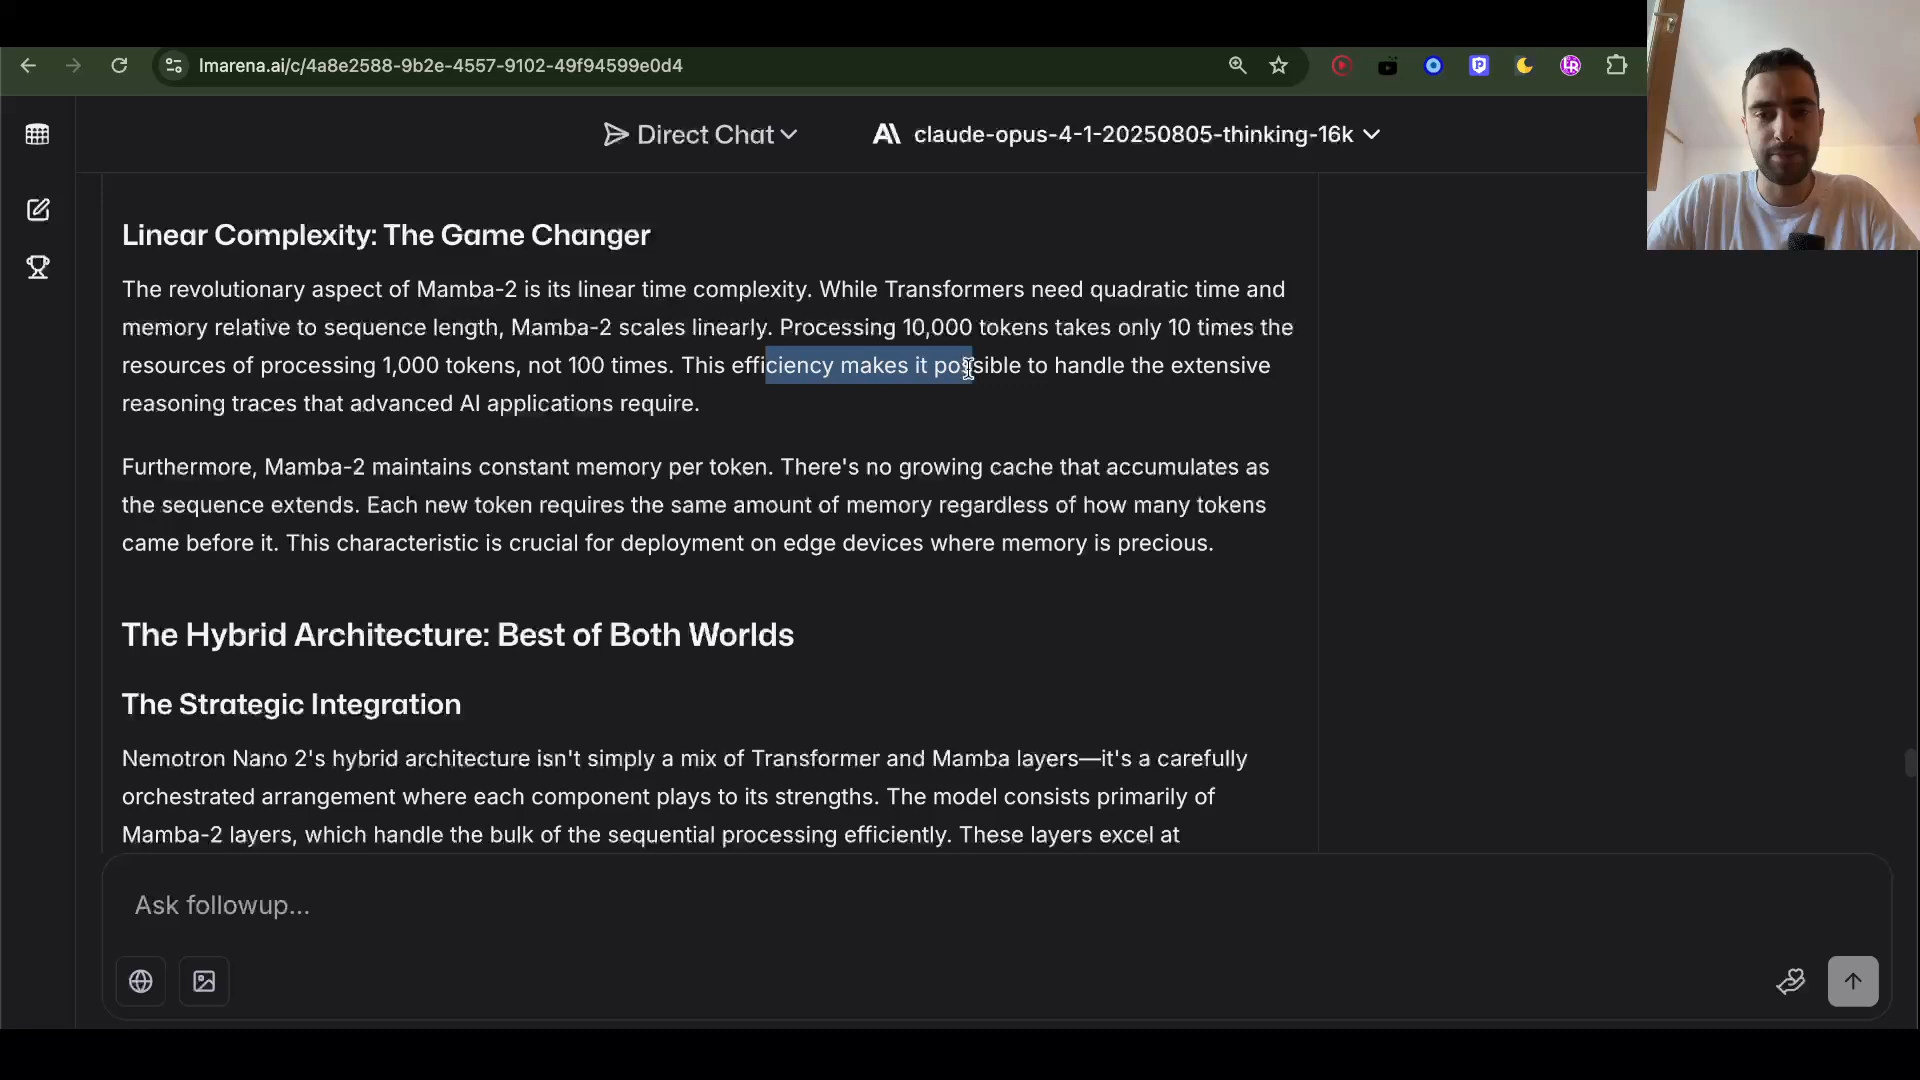 lmarena.ai/c/4a8e2588-9b2e-4557-9102-49f94599e0d4
Direct Chat
claude-opus-4-1-20250805-thinking-16k
Linear Complexity: The Game Changer
The revolutionary aspect of Mamba-2 is its linear time complexity. While Transformers need quadratic time and
memory relative to sequence length, Mamba-2 scales linearly. Processing 10,000 tokens takes only 10 times the
resources of processing 1,000 tokens, not 100 times. This efficiency makes it possible to handle the extensive
reasoning traces that advanced AI applications require.
Furthermore, Mamba-2 maintains constant memory per token. There's no growing cache that accumulates as
the sequence extends. Each new token requires the same amount of memory regardless of how many tokens
came before it. This characteristic is crucial for deployment on edge devices where memory is precious.
The Hybrid Architecture: Best of Both Worlds
The Strategic Integration
Nemotron Nano 2's hybrid architecture isn't simply a mix of Transformer and Mamba layers—it's a carefully
orchestrated arrangement where each component plays to its strengths. The model consists primarily of
Mamba-2 layers, which handle the bulk of the sequential processing efficiently. These layers excel at
Ask followup...